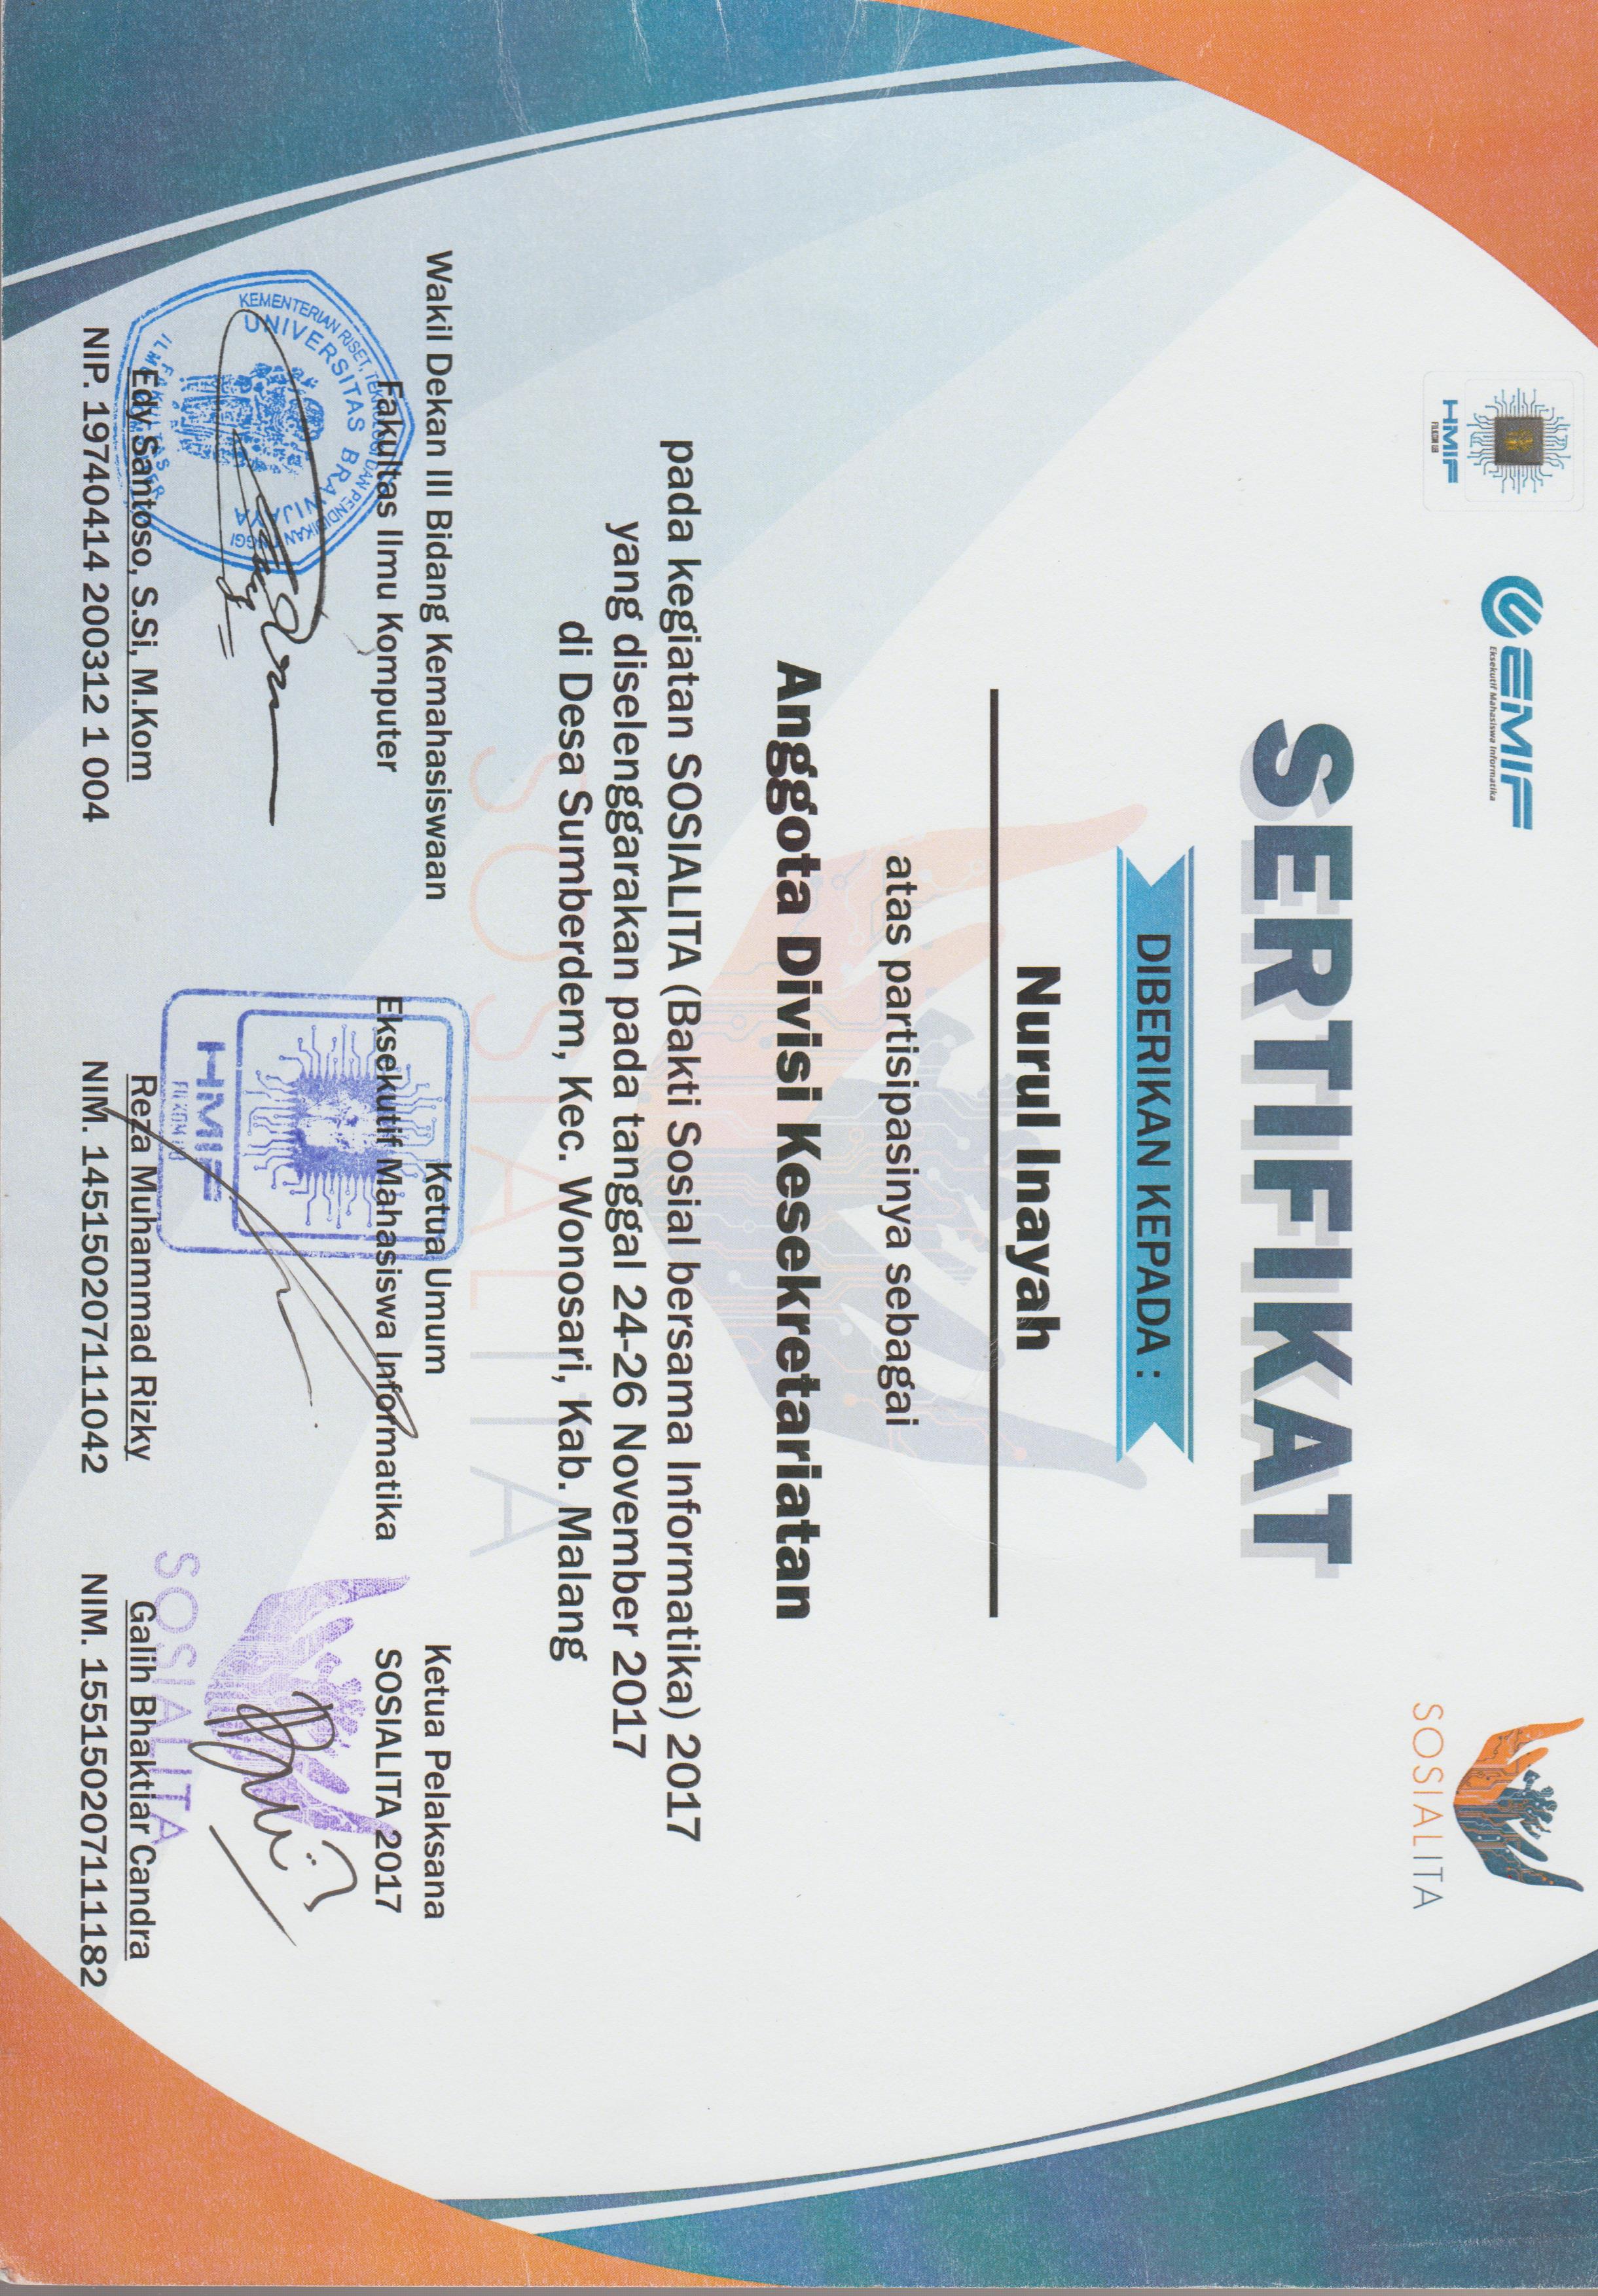 HMIF
FILKOM UB
EMIF
Eksekutif Mahasiswa Informatika
SOSIALITA
SERTIFIKAT
DIBERIKAN KEPADA :
Nurul Inayah
atas partisipasinya sebagai
Anggota Divisi Kesekretariatan
pada kegiatan SOSIALITA (Bakti Sosial bersama Informatika) 2017
yang diselenggarakan pada tanggal 24-26 November 2017
di Desa Sumberdem, Kec. Wonosari, Kab. Malang
SOSIALITA
Wakil Dekan III Bidang Kemahasiswaan
Fakultas Ilmu Komputer
KEMENTERIAN RISET, TEKNOLOGI DAN PENDIDIKAN TINGGI
UNIVERSITAS BRAWIJAYA
Edy Santoso, S.Si, M.Kom
NIP. 19740414 200312 1 004
Ketua Umum
Eksekutif Mahasiswa Informatika
HMIF
FILKOM UB
Reza Muhammad Rizky
NIM. 145150207111042
Ketua Pelaksana
SOSIALITA 2017
SOSIALITA
Galih Bhaktiar Candra
NIM. 155150207111182